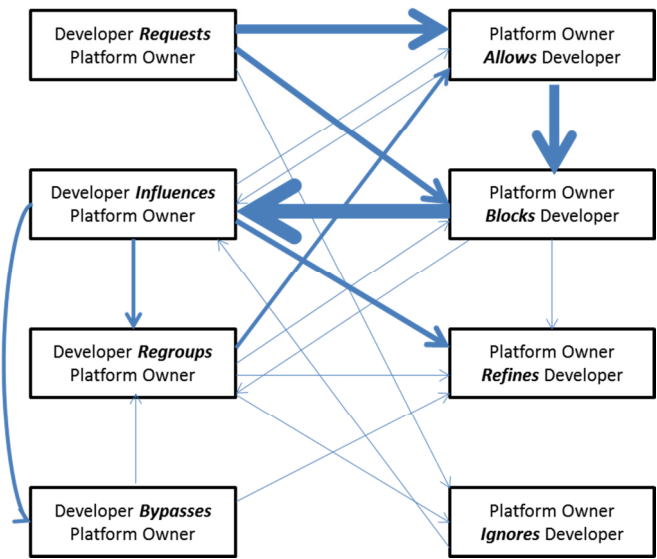 Developer Requests
Platform Owner
Platform Owner
Allows Developer
Developer Influences
Platform Owner
Platform Owner
Blocks Developer
Developer Regroups
Platform Owner
Platform Owner
Refines Developer
Developer Bypasses
Platform Owner
Platform Owner
Ignores Developer